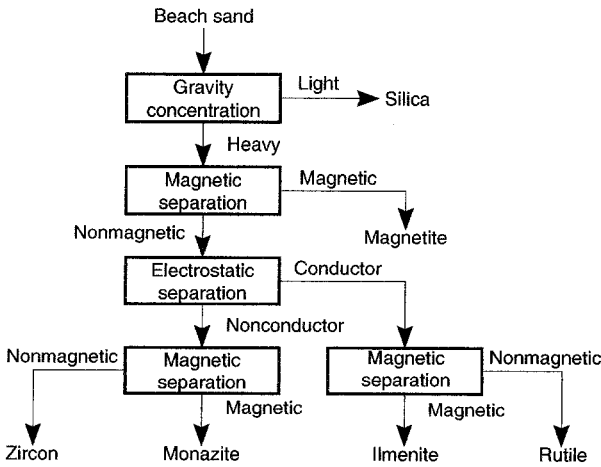 Beach sand
Gravity
concentration
Light
Silica
Heavy
Magnetic
separation
Magnetic
Magnetite
Nonmagnetic
Electrostatic
separation
Conductor
Nonconductor
Nonmagnetic
Magnetic
separation
Magnetic
separation
Nonmagnetic
Magnetic
Magnetic
Zircon
Monazite
Ilmenite
Rutile